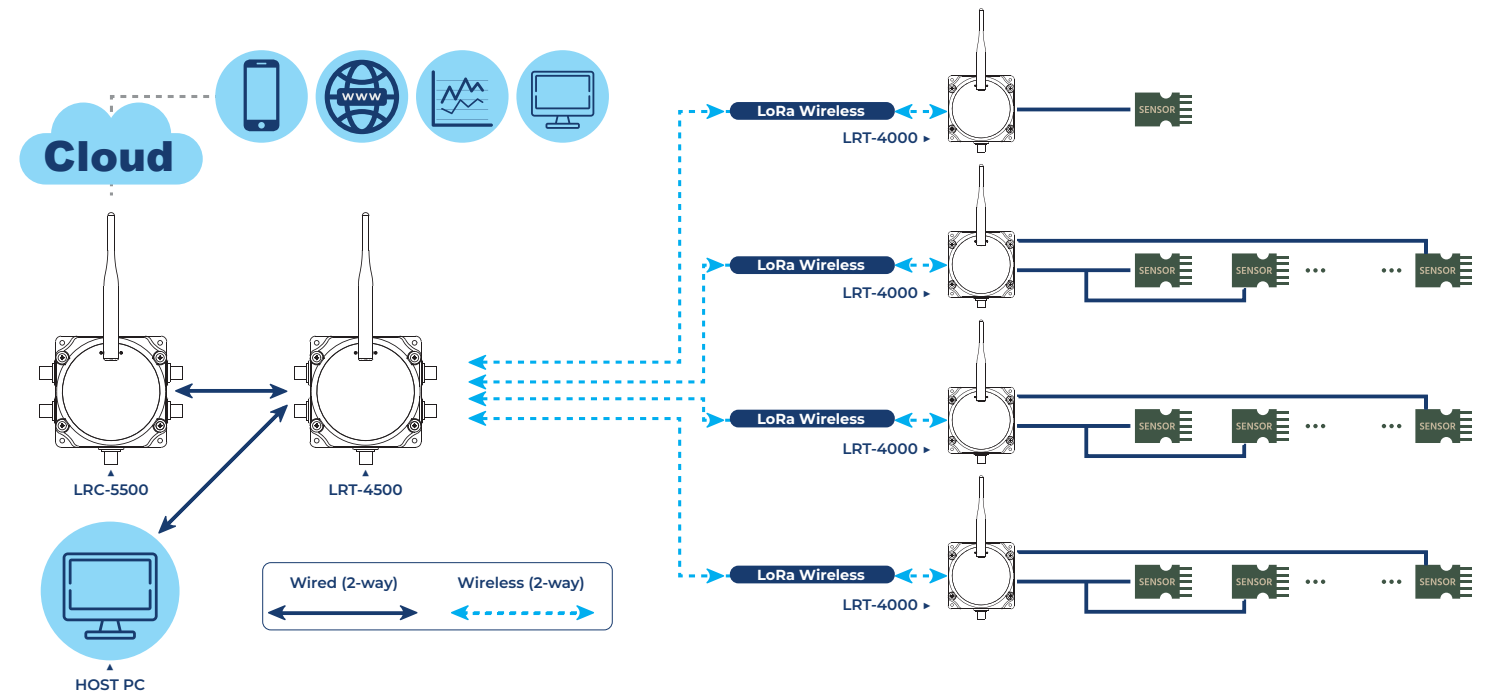 WWW
Cloud
LoRa Wireless
LRT-4000 ▸
SENSOR
LoRa Wireless
LRT-4000 ▸
SENSOR
SENSOR
•••
•••
SENSOR
LRC-5500
LRT-4500
LoRa Wireless
LRT-4000 ▸
SENSOR
SENSOR
•••
•••
SENSOR
LoRa Wireless
LRT-4000 ▸
SENSOR
SENSOR
•••
•••
SENSOR
Wired (2-way)
Wireless (2-way)
HOST PC